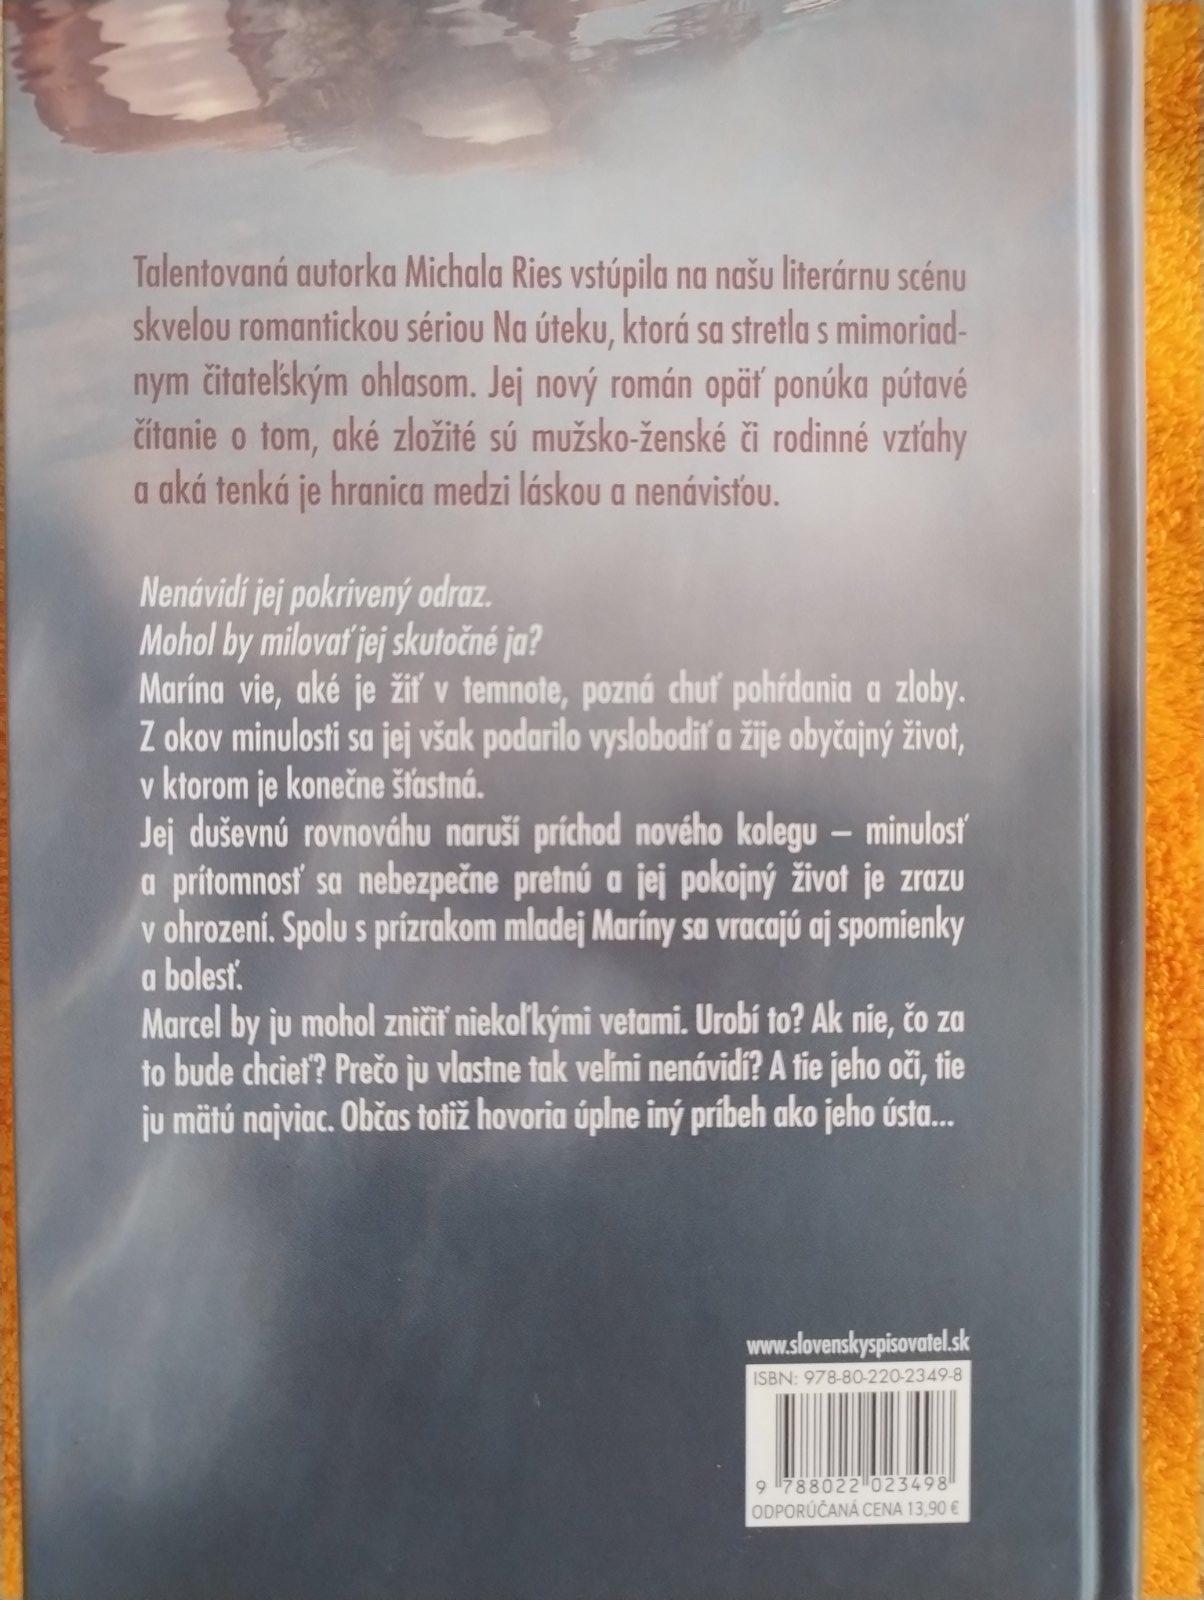 Talentovaná autorka Michala Ries vstúpila na našu literárnu scénu
skvelou romantickou sériou Na úteku, ktorá sa stretla s mimoriad-
nym čitateľským ohlasom. Jej nový román opäť ponúka pútavé
čítanie o tom, aké zložité sú mužsko-ženské či rodinné vzťahy
a aká tenká je hranica medzi láskou a nenávisťou.
Nenávidí jej pokrivený odraz.
Mohol by milovať jej skutočné ja?
Marína vie, aké je žiť v temnote, pozná chuť pohŕdania a zloby.
Z okov minulosti sa jej však podarilo vyslobodiť a žije obyčajný život,
v ktorom je konečne šťastná.
Jej duševnú rovnováhu naruší príchod nového kolegu – minulosť
a prítomnosť sa nebezpečne pretnú a jej pokojný život je zrazu
v ohrození. Spolu s prízrakom mladej Maríny sa vracajú aj spomienky
a bolesť.
Marcel by ju mohol zničiť niekoľkými vetami. Urobí to? Ak nie, čo za
to bude chcieť? Prečo ju vlastne tak veľmi nenávidí? A tie jeho oči, tie
ju mätú najviac. Občas totiž hovoria úplne iný príbeh ako jeho ústa...
www.slovenskyspisovatel.sk
ISBN: 978-80-220-2349-8
9 788022 023498
ODPORÚČANÁ CENA 13,90 €